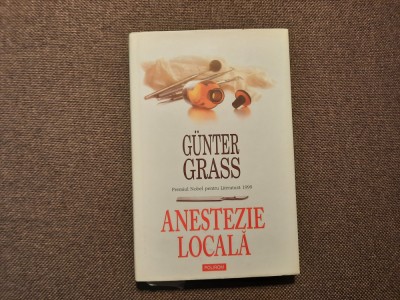 GÜNTER
GRASS
Premiul Nobel pentru Literatură 1999
ANESTEZIE
LOCALĂ
POLIROM